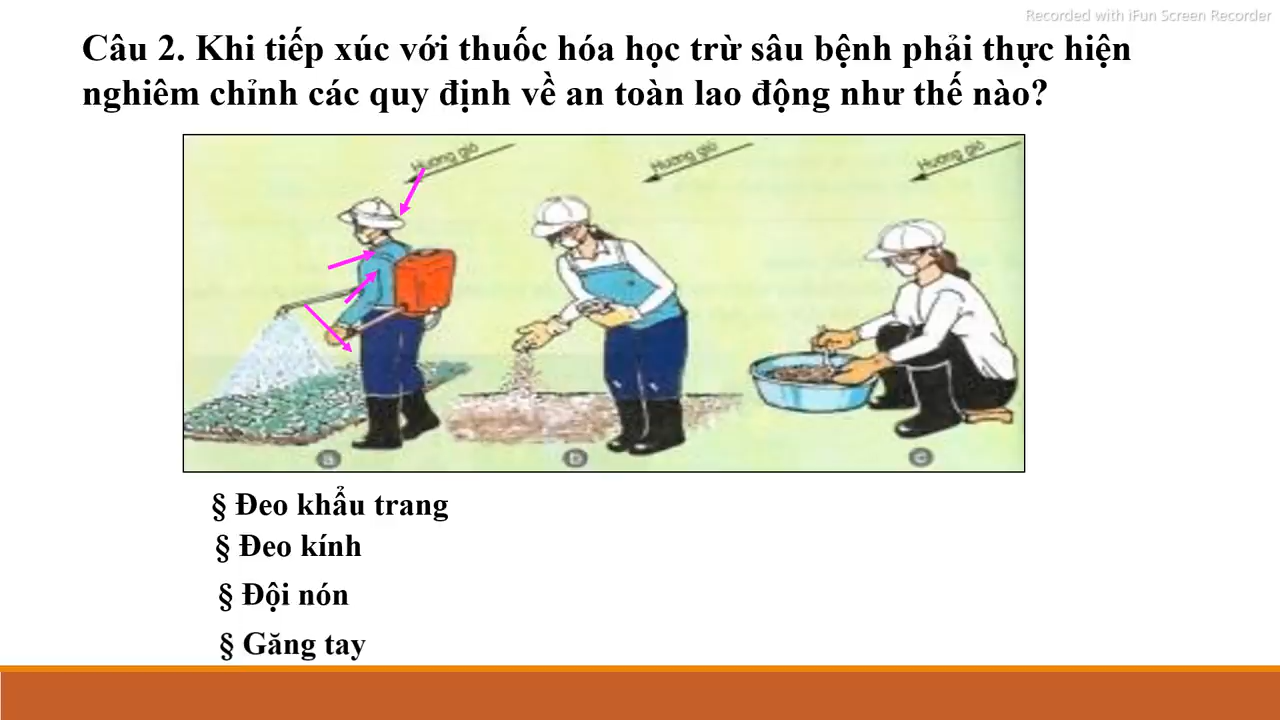 Recorded with iFun Screen Recorder
Câu 2. Khi tiếp xúc với thuốc hóa học trừ sâu bệnh phải thực hiện
nghiêm chỉnh các quy định về an toàn lao động như thế nào?
Hướng gió
Hướng gió
Hướng gió
a
b
c
§ Đeo khẩu trang
§ Đeo kính
§ Đội nón
§ Găng tay